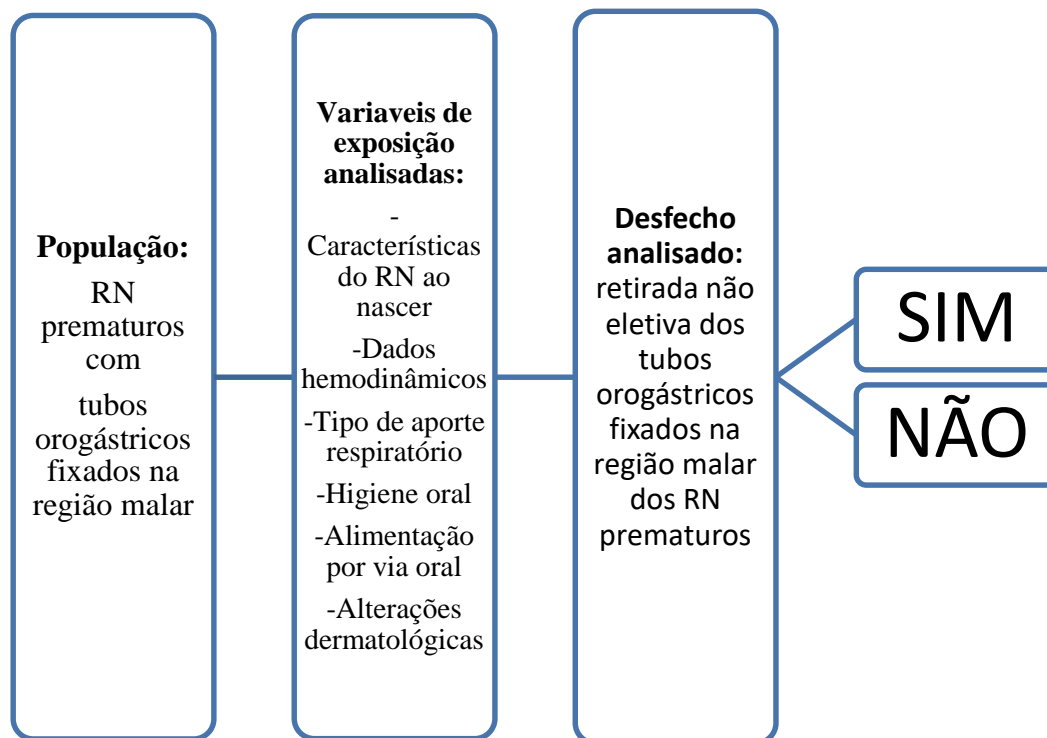 População:
RN
prematuros
com
tubos
orogástricos
fixados na
região malar
Variaveis de
exposição
analisadas:
-
Características
do RN ao
nascer
-Dados
hemodinâmicos
-Tipo de aporte
respiratório
-Higiene oral
-Alimentação
por via oral
-Alterações
dermatológicas
Desfecho
analisado:
retirada não
eletiva dos
tubos
orogástricos
fixados na
região malar
dos RN
prematuros
SIM
NÃO